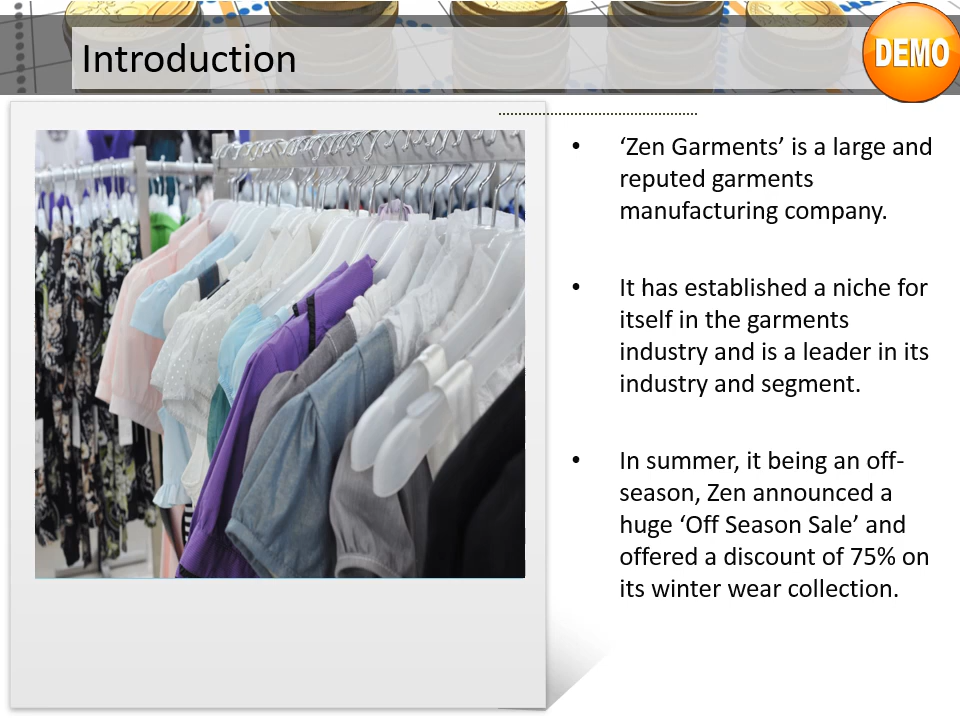 Introduction
DEMO
• ‘Zen Garments’ is a large and
reputed garments
manufacturing company.
• It has established a niche for
itself in the garments
industry and is a leader in its
industry and segment.
• In summer, it being an off-
season, Zen announced a
huge ‘Off Season Sale’ and
offered a discount of 75% on
its winter wear collection.